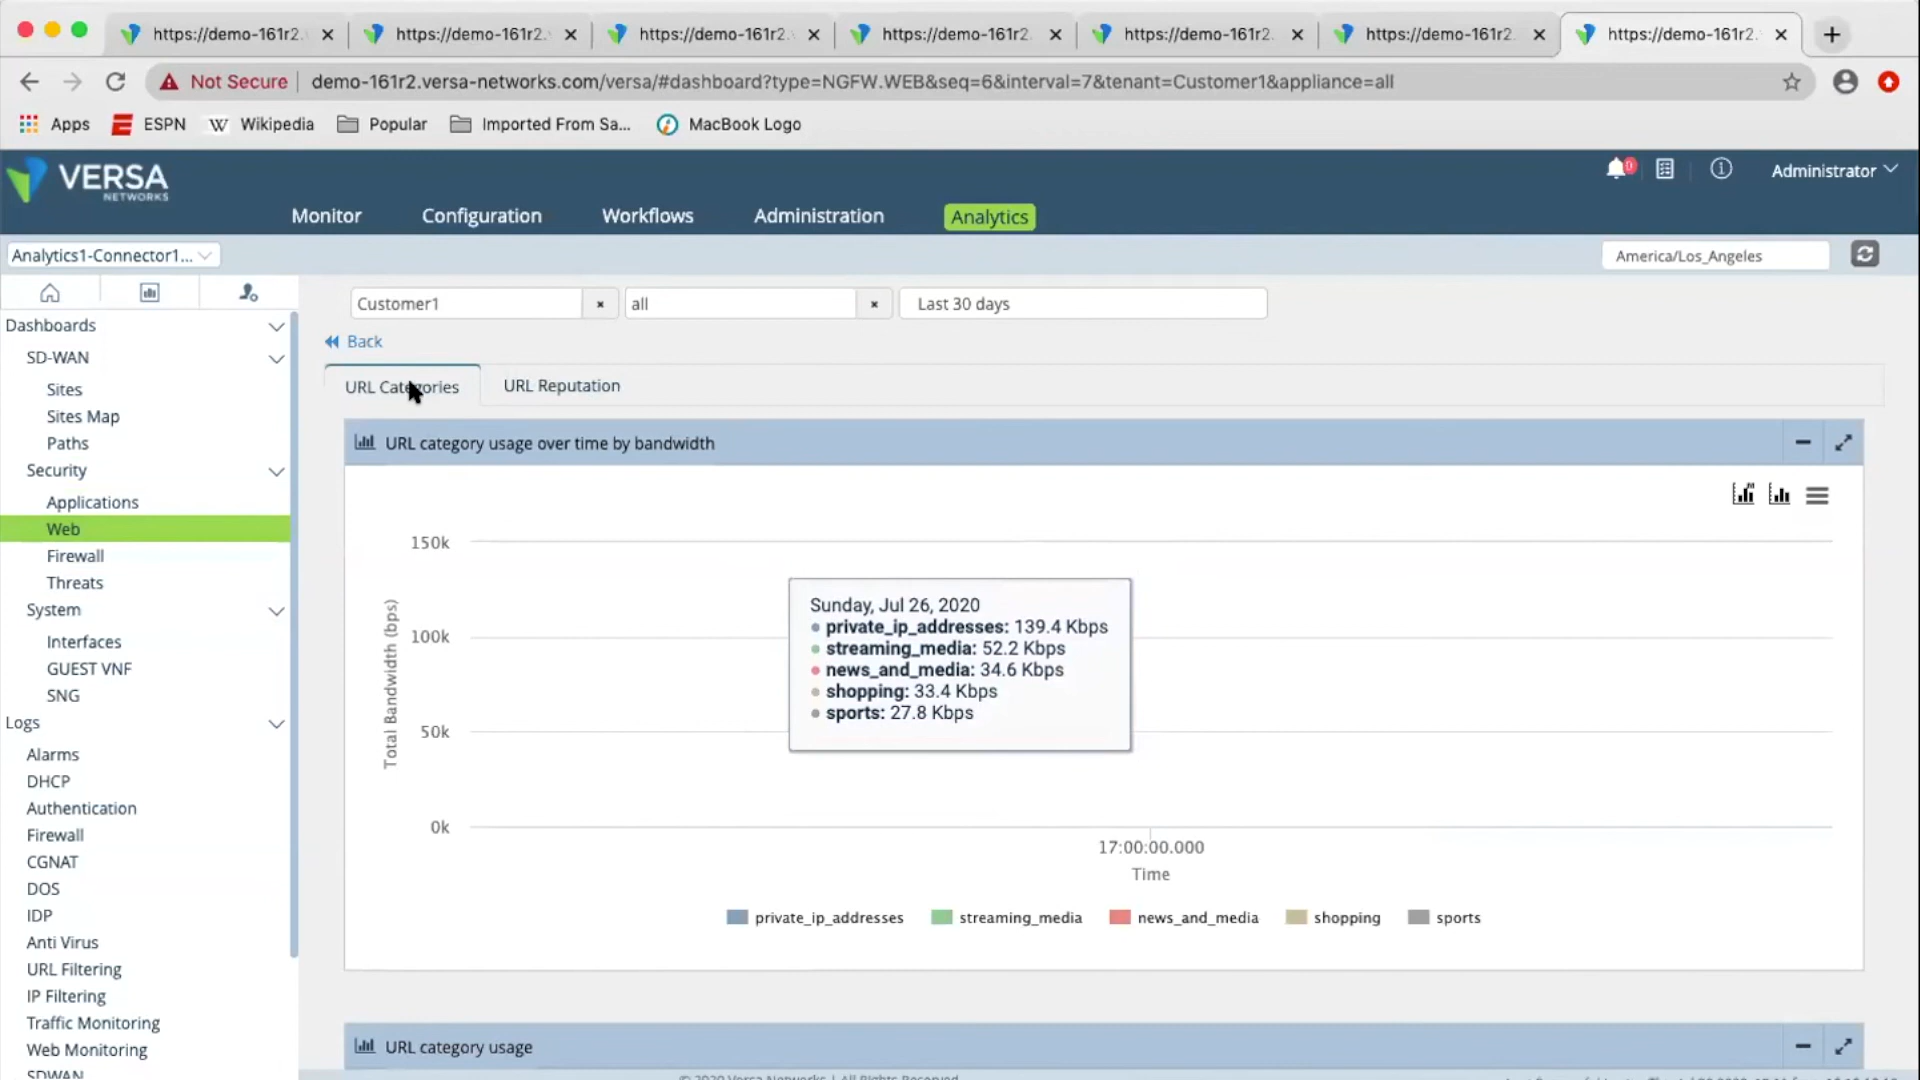 https://demo-161r2. https://demo-161r2. https://demo-161r2. https://demo-161r2. https://demo-161r2. https://demo-161r2. https://demo-161r2.
Not Secure demo-161r2.versa-networks.com/versa/#dashboard?type=NGFW.WEB&seq=6&interval=7&tenant=Customer1&appliance=all
Apps ESPN W Wikipedia Popular Imported From Sa... MacBook Logo
VERSA
NETWORKS
0
Administrator
Monitor Configuration Workflows Administration Analytics
Analytics1-Connector1...
America/Los_Angeles
Customer1 × all × Last 30 days
Back
URL Categories URL Reputation
Dashboards
SD-WAN
Sites
Sites Map
Paths
Security
Applications
Web
Firewall
Threats
System
Interfaces
GUEST VNF
SNG
Logs
Alarms
DHCP
Authentication
Firewall
CGNAT
DOS
IDP
Anti Virus
URL Filtering
IP Filtering
Traffic Monitoring
Web Monitoring
SDWAN
URL category usage over time by bandwidth
Total Bandwidth (bps)
150k
100k
50k
0k
Sunday, Jul 26, 2020
private_ip_addresses: 139.4 Kbps
streaming_media: 52.2 Kbps
news_and_media: 34.6 Kbps
shopping: 33.4 Kbps
sports: 27.8 Kbps
17:00:00.000
Time
private_ip_addresses streaming_media news_and_media shopping sports
URL category usage
© 2020 Versa Networks | All Rights Reserved